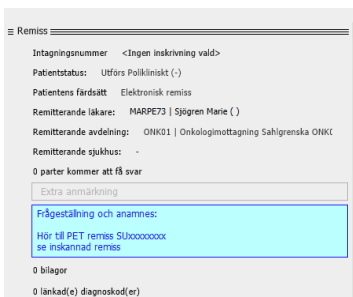 Remiss
Intagningsnummer <Ingen inskrivning vald>
Patientstatus: Utförs Polikliniskt (-)
Patientens färdsätt Elektronisk remiss
Remitterande läkare: MARPE73 | Sjögren Marie ( )
Remitterande avdelning: ONK01 | Onkologimottagning Sahlgrenska ONK(
Remitterande sjukhus: -
0 parter kommer att få svar
Extra anmärkning
Frågeställning och anamnes:
Hör till PET remiss SUxxxxxxx
se inskannad remiss
0 bilagor
0 länkad(e) diagnoskod(er)